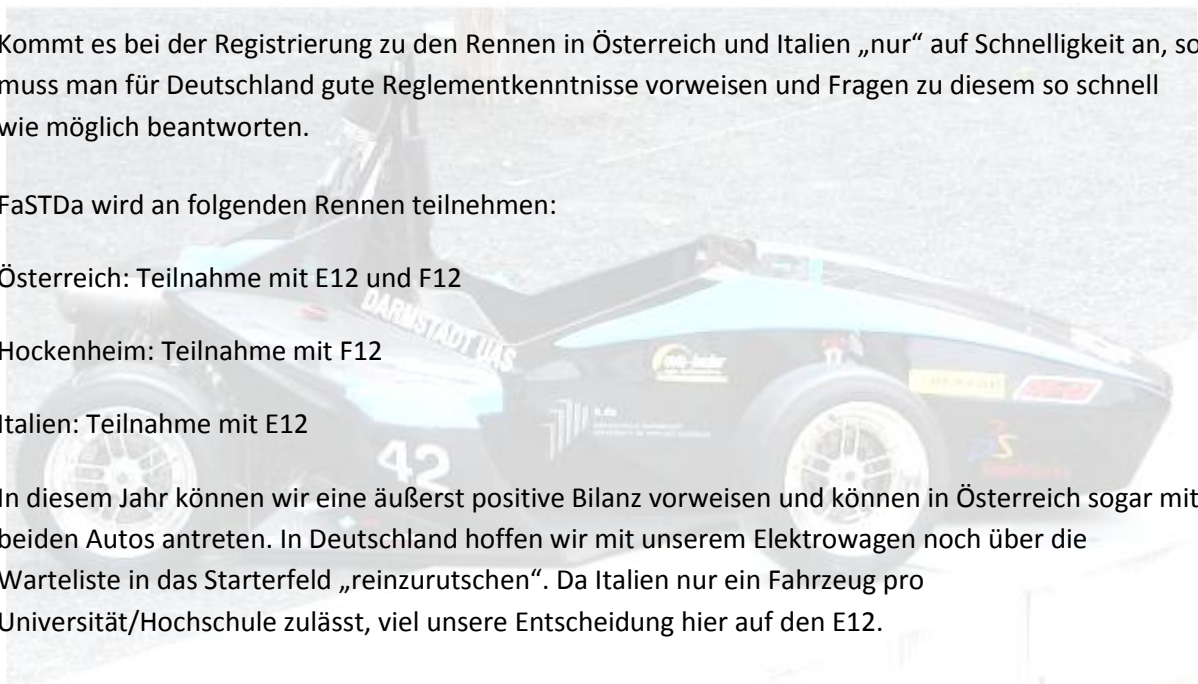 Kommt es bei der Registrierung zu den Rennen in Österreich und Italien „nur“ auf Schnelligkeit an, so
muss man für Deutschland gute Reglementkenntnisse vorweisen und Fragen zu diesem so schnell
wie möglich beantworten.
FaSTDa wird an folgenden Rennen teilnehmen:
Österreich: Teilnahme mit E12 und F12
DARMSTADT UAS
Hockenheim: Teilnahme mit F12
Italien: Teilnahme mit E12
42
In diesem Jahr können wir eine äußerst positive Bilanz vorweisen und können in Österreich sogar mit
beiden Autos antreten. In Deutschland hoffen wir mit unserem Elektrowagen noch über die
Warteliste in das Starterfeld „reinzurutschen“. Da Italien nur ein Fahrzeug pro
Universität/Hochschule zulässt, viel unsere Entscheidung hier auf den E12.